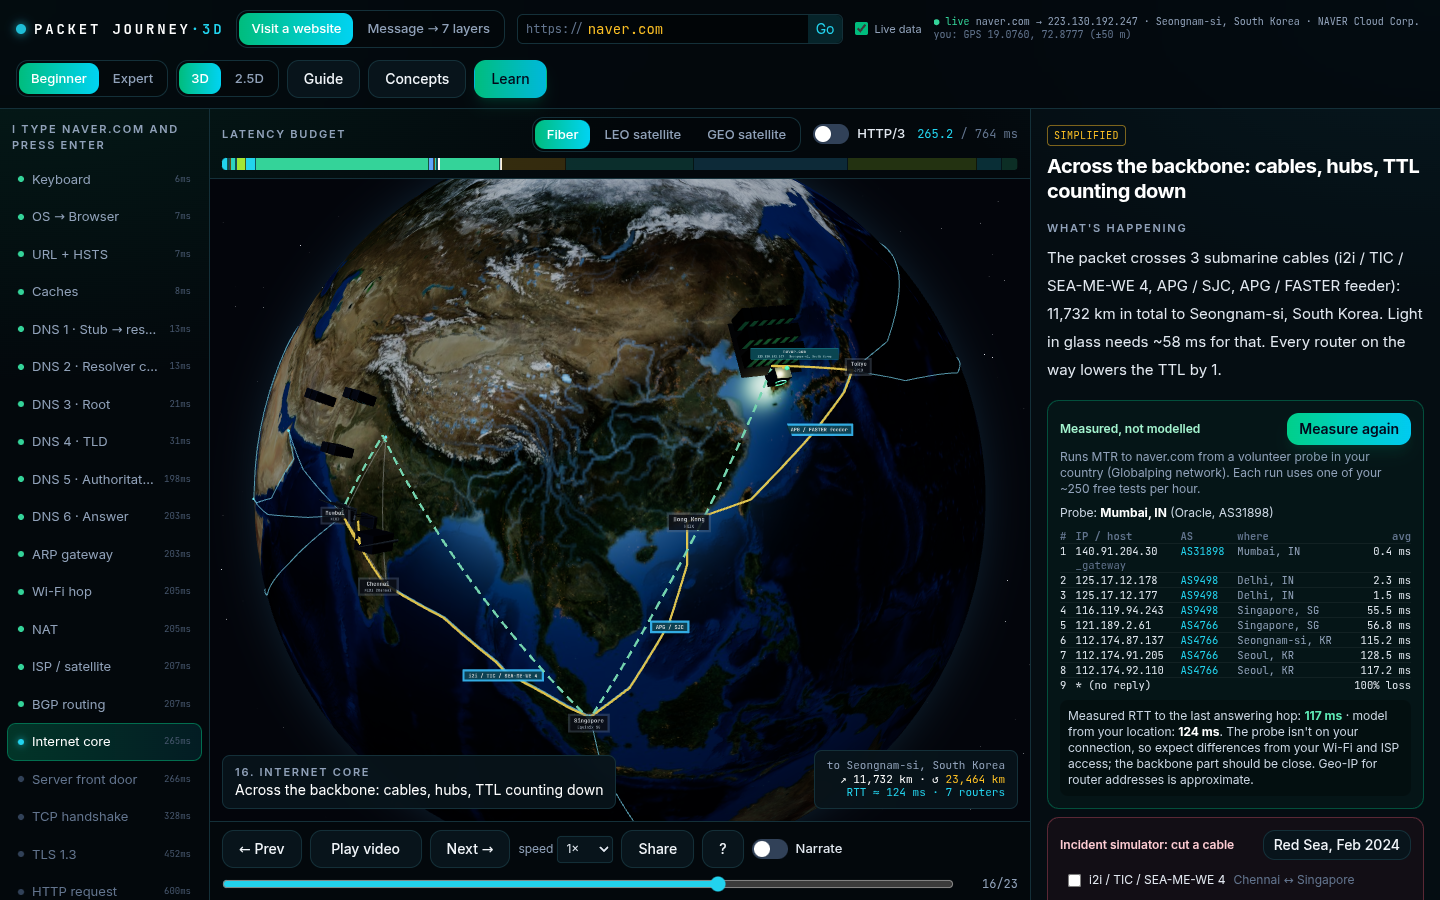 PACKET JOURNEY·3D
Visit a website
Message → 7 layers
https:// naver.com
Go
Live data
● live naver.com → 223.130.192.247 · Seongnam-si, South Korea · NAVER Cloud Corp.
you: GPS 19.0760, 72.8777 (±50 m)
Beginner
Expert
3D
2.5D
Guide
Concepts
Learn
I TYPE NAVER.COM AND
PRESS ENTER
Keyboard 6ms
OS → Browser 7ms
URL + HSTS 7ms
Caches 8ms
DNS 1 · Stub → res... 13ms
DNS 2 · Resolver c... 13ms
DNS 3 · Root 21ms
DNS 4 · TLD 31ms
DNS 5 · Authoritat... 198ms
DNS 6 · Answer 203ms
ARP gateway 203ms
Wi-Fi hop 205ms
NAT 205ms
ISP / satellite 207ms
BGP routing 207ms
Internet core 265ms
Server front door 266ms
TCP handshake 328ms
TLS 1.3 452ms
HTTP request 600ms
LATENCY BUDGET
Fiber
LEO satellite
GEO satellite
HTTP/3
265.2 / 764 ms
naver.com
Tokyo
APG / FASTER feeder
Mumbai
Hong Kong
Chennai
APG / SJC
i2i / TIC / SEA-ME-WE 4
Singapore
16. INTERNET CORE
Across the backbone: cables, hubs, TTL counting down
to Seongnam-si, South Korea
↗ 11,732 km · ↺ 23,464 km
RTT ≈ 124 ms · 7 routers
← Prev
Play video
Next →
speed 1×
Share
?
Narrate
16/23
SIMPLIFIED
Across the backbone: cables, hubs, TTL
counting down
WHAT'S HAPPENING
The packet crosses 3 submarine cables (i2i / TIC /
SEA-ME-WE 4, APG / SJC, APG / FASTER feeder):
11,732 km in total to Seongnam-si, South Korea. Light
in glass needs ~58 ms for that. Every router on the
way lowers the TTL by 1.
Measured, not modelled
Measure again
Runs MTR to naver.com from a volunteer probe in your
country (Globalping network). Each run uses one of your
~250 free tests per hour.
Probe: Mumbai, IN (Oracle, AS31898)
# IP / host AS where avg
1 140.91.204.30 AS31898 Mumbai, IN 0.4 ms
_gateway
2 125.17.12.178 AS9498 Delhi, IN 2.3 ms
3 125.17.12.177 AS9498 Delhi, IN 1.5 ms
4 116.119.94.243 AS9498 Singapore, SG 55.5 ms
5 121.189.2.61 AS4766 Singapore, SG 56.8 ms
6 112.174.87.137 AS4766 Seongnam-si, KR 115.2 ms
7 112.174.91.205 AS4766 Seoul, KR 128.5 ms
8 112.174.92.110 AS4766 Seoul, KR 117.2 ms
9 * (no reply) 100% loss
Measured RTT to the last answering hop: 117 ms · model
from your location: 124 ms. The probe isn't on your
connection, so expect differences from your Wi-Fi and ISP
access; the backbone part should be close. Geo-IP for
router addresses is approximate.
Incident simulator: cut a cable
Red Sea, Feb 2024
i2i / TIC / SEA-ME-WE 4 Chennai ↔ Singapore